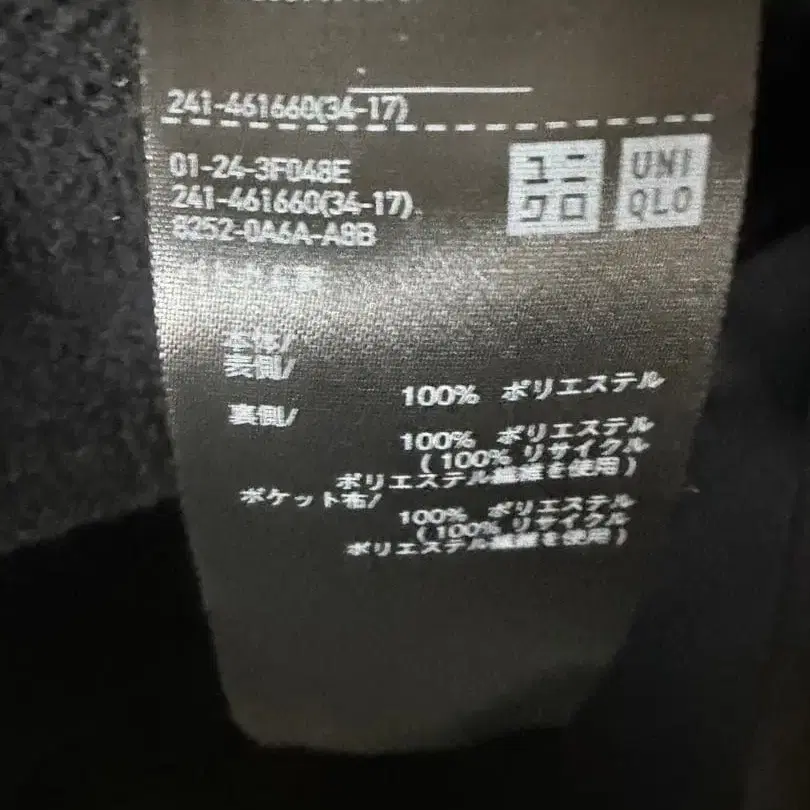 241-461660(34-17)
01-24-3F048E
241-461660(34-17)
8252-0A6A-A8B
ユニ
クロ
UNI
QLO
本体/
表側/
100% ポリエステル
裏側/
100% ポリエステル
(100% リサイクル
ポリエステル繊維を使用)
ポケット布/
100% ポリエステル
(100% リサイクル
ポリエステル繊維を使用)